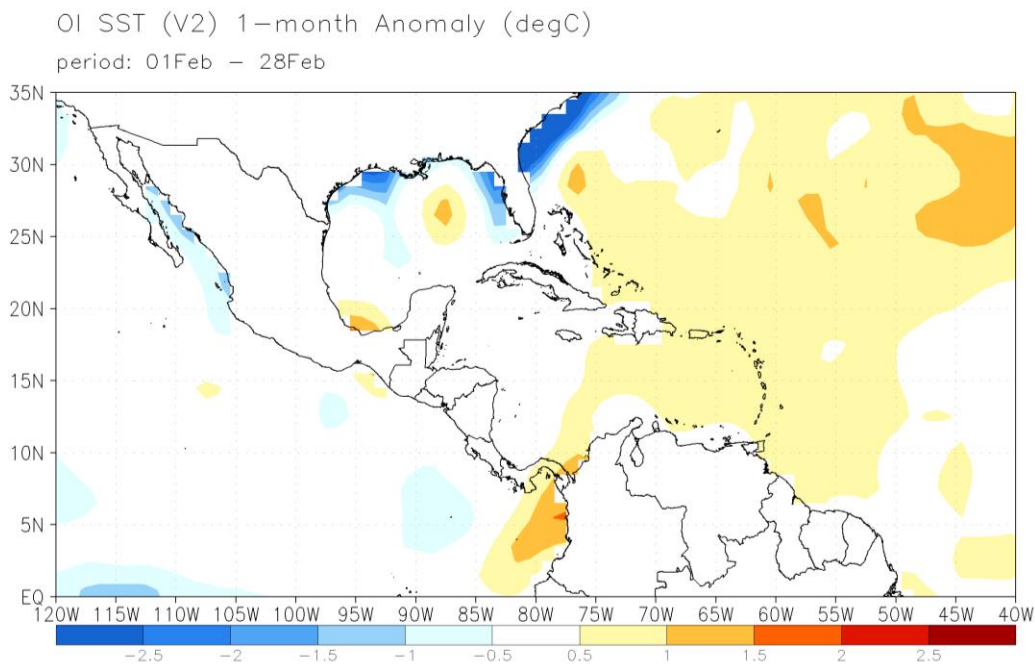 OI SST (V2) 1-month Anomaly (degC)
period: 01Feb - 28Feb
35N
30N
25N
20N
15N
10N
5N
EQ
120W 115W 110W 105W 100W 95W 90W 85W 80W 75W 70W 65W 60W 55W 50W 45W 40W
-2.5 -2 -1.5 -1 -0.5 0.5 1 1.5 2 2.5